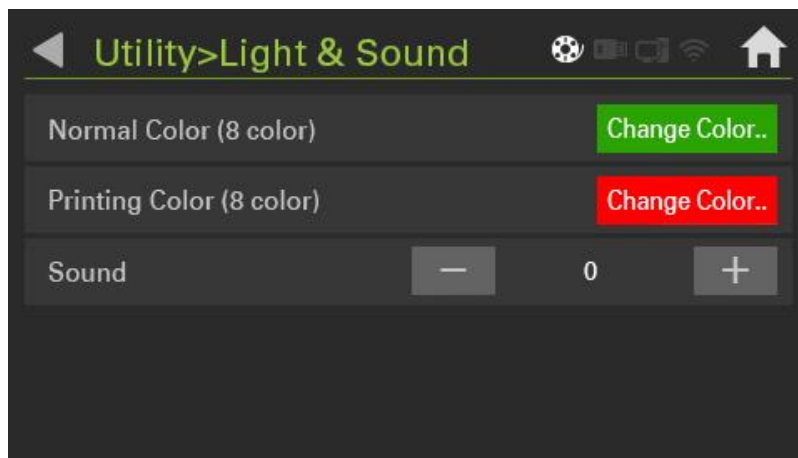 Utility>Light & Sound
Normal Color (8 color) Change Color..
Printing Color (8 color) Change Color..
Sound − 0 +